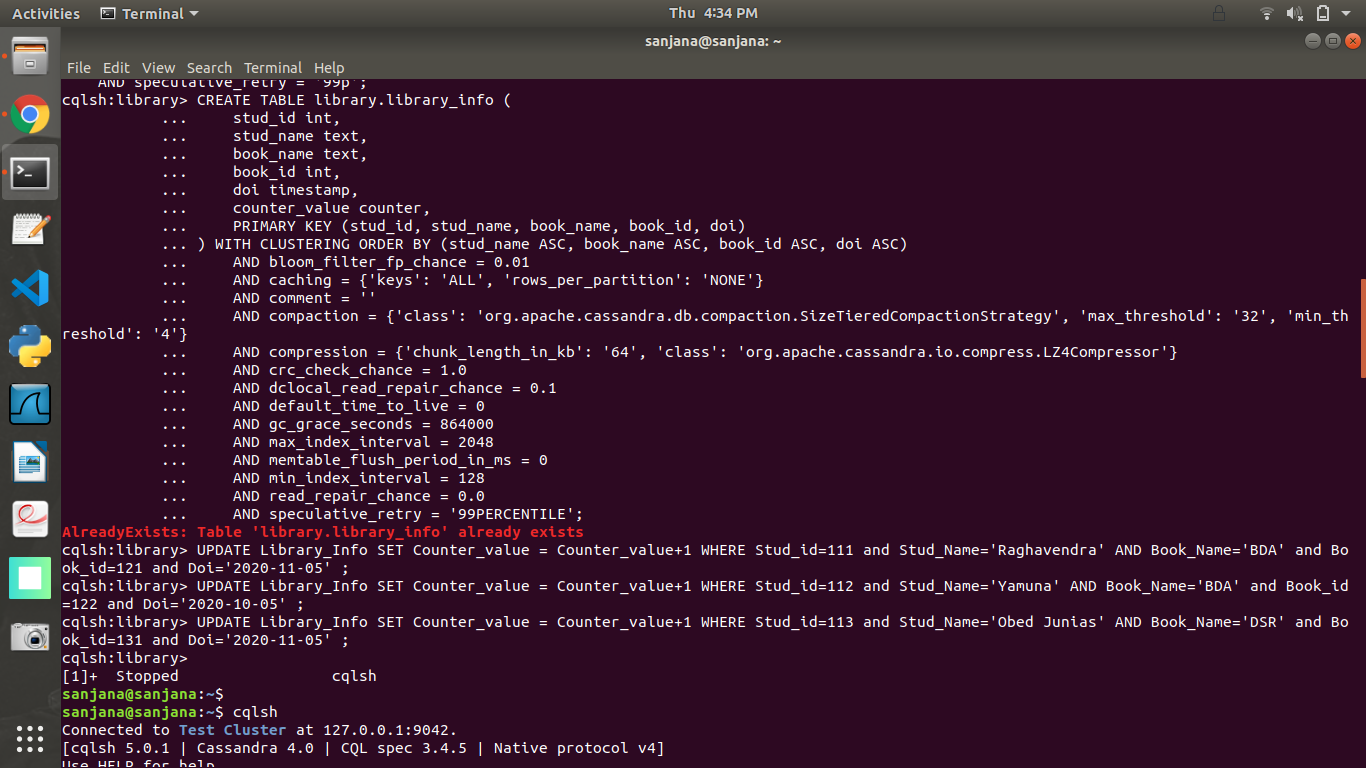 Activities Terminal Thu 4:34 PM
sanjana@sanjana: ~
File Edit View Search Terminal Help
    AND speculative_retry = '99p';
cqlsh:library> CREATE TABLE library.library_info (
           ...     stud_id int,
           ...     stud_name text,
           ...     book_name text,
           ...     book_id int,
           ...     doi timestamp,
           ...     counter_value counter,
           ...     PRIMARY KEY (stud_id, stud_name, book_name, book_id, doi)
           ... ) WITH CLUSTERING ORDER BY (stud_name ASC, book_name ASC, book_id ASC, doi ASC)
           ...     AND bloom_filter_fp_chance = 0.01
           ...     AND caching = {'keys': 'ALL', 'rows_per_partition': 'NONE'}
           ...     AND comment = ''
           ...     AND compaction = {'class': 'org.apache.cassandra.db.compaction.SizeTieredCompactionStrategy', 'max_threshold': '32', 'min_th
reshold': '4'}
           ...     AND compression = {'chunk_length_in_kb': '64', 'class': 'org.apache.cassandra.io.compress.LZ4Compressor'}
           ...     AND crc_check_chance = 1.0
           ...     AND dclocal_read_repair_chance = 0.1
           ...     AND default_time_to_live = 0
           ...     AND gc_grace_seconds = 864000
           ...     AND max_index_interval = 2048
           ...     AND memtable_flush_period_in_ms = 0
           ...     AND min_index_interval = 128
           ...     AND read_repair_chance = 0.0
           ...     AND speculative_retry = '99PERCENTILE';
AlreadyExists: Table 'library.library_info' already exists
cqlsh:library> UPDATE Library_Info SET Counter_value = Counter_value+1 WHERE Stud_id=111 and Stud_Name='Raghavendra' AND Book_Name='BDA' and Bo
ok_id=121 and Doi='2020-11-05' ;
cqlsh:library> UPDATE Library_Info SET Counter_value = Counter_value+1 WHERE Stud_id=112 and Stud_Name='Yamuna' AND Book_Name='BDA' and Book_id
=122 and Doi='2020-10-05' ;
cqlsh:library> UPDATE Library_Info SET Counter_value = Counter_value+1 WHERE Stud_id=113 and Stud_Name='Obed Junias' AND Book_Name='DSR' and Bo
ok_id=131 and Doi='2020-11-05' ;
cqlsh:library>
[1]+  Stopped                 cqlsh
sanjana@sanjana:~$
sanjana@sanjana:~$ cqlsh
Connected to Test Cluster at 127.0.0.1:9042.
[cqlsh 5.0.1 | Cassandra 4.0 | CQL spec 3.4.5 | Native protocol v4]
Use HELP for help.